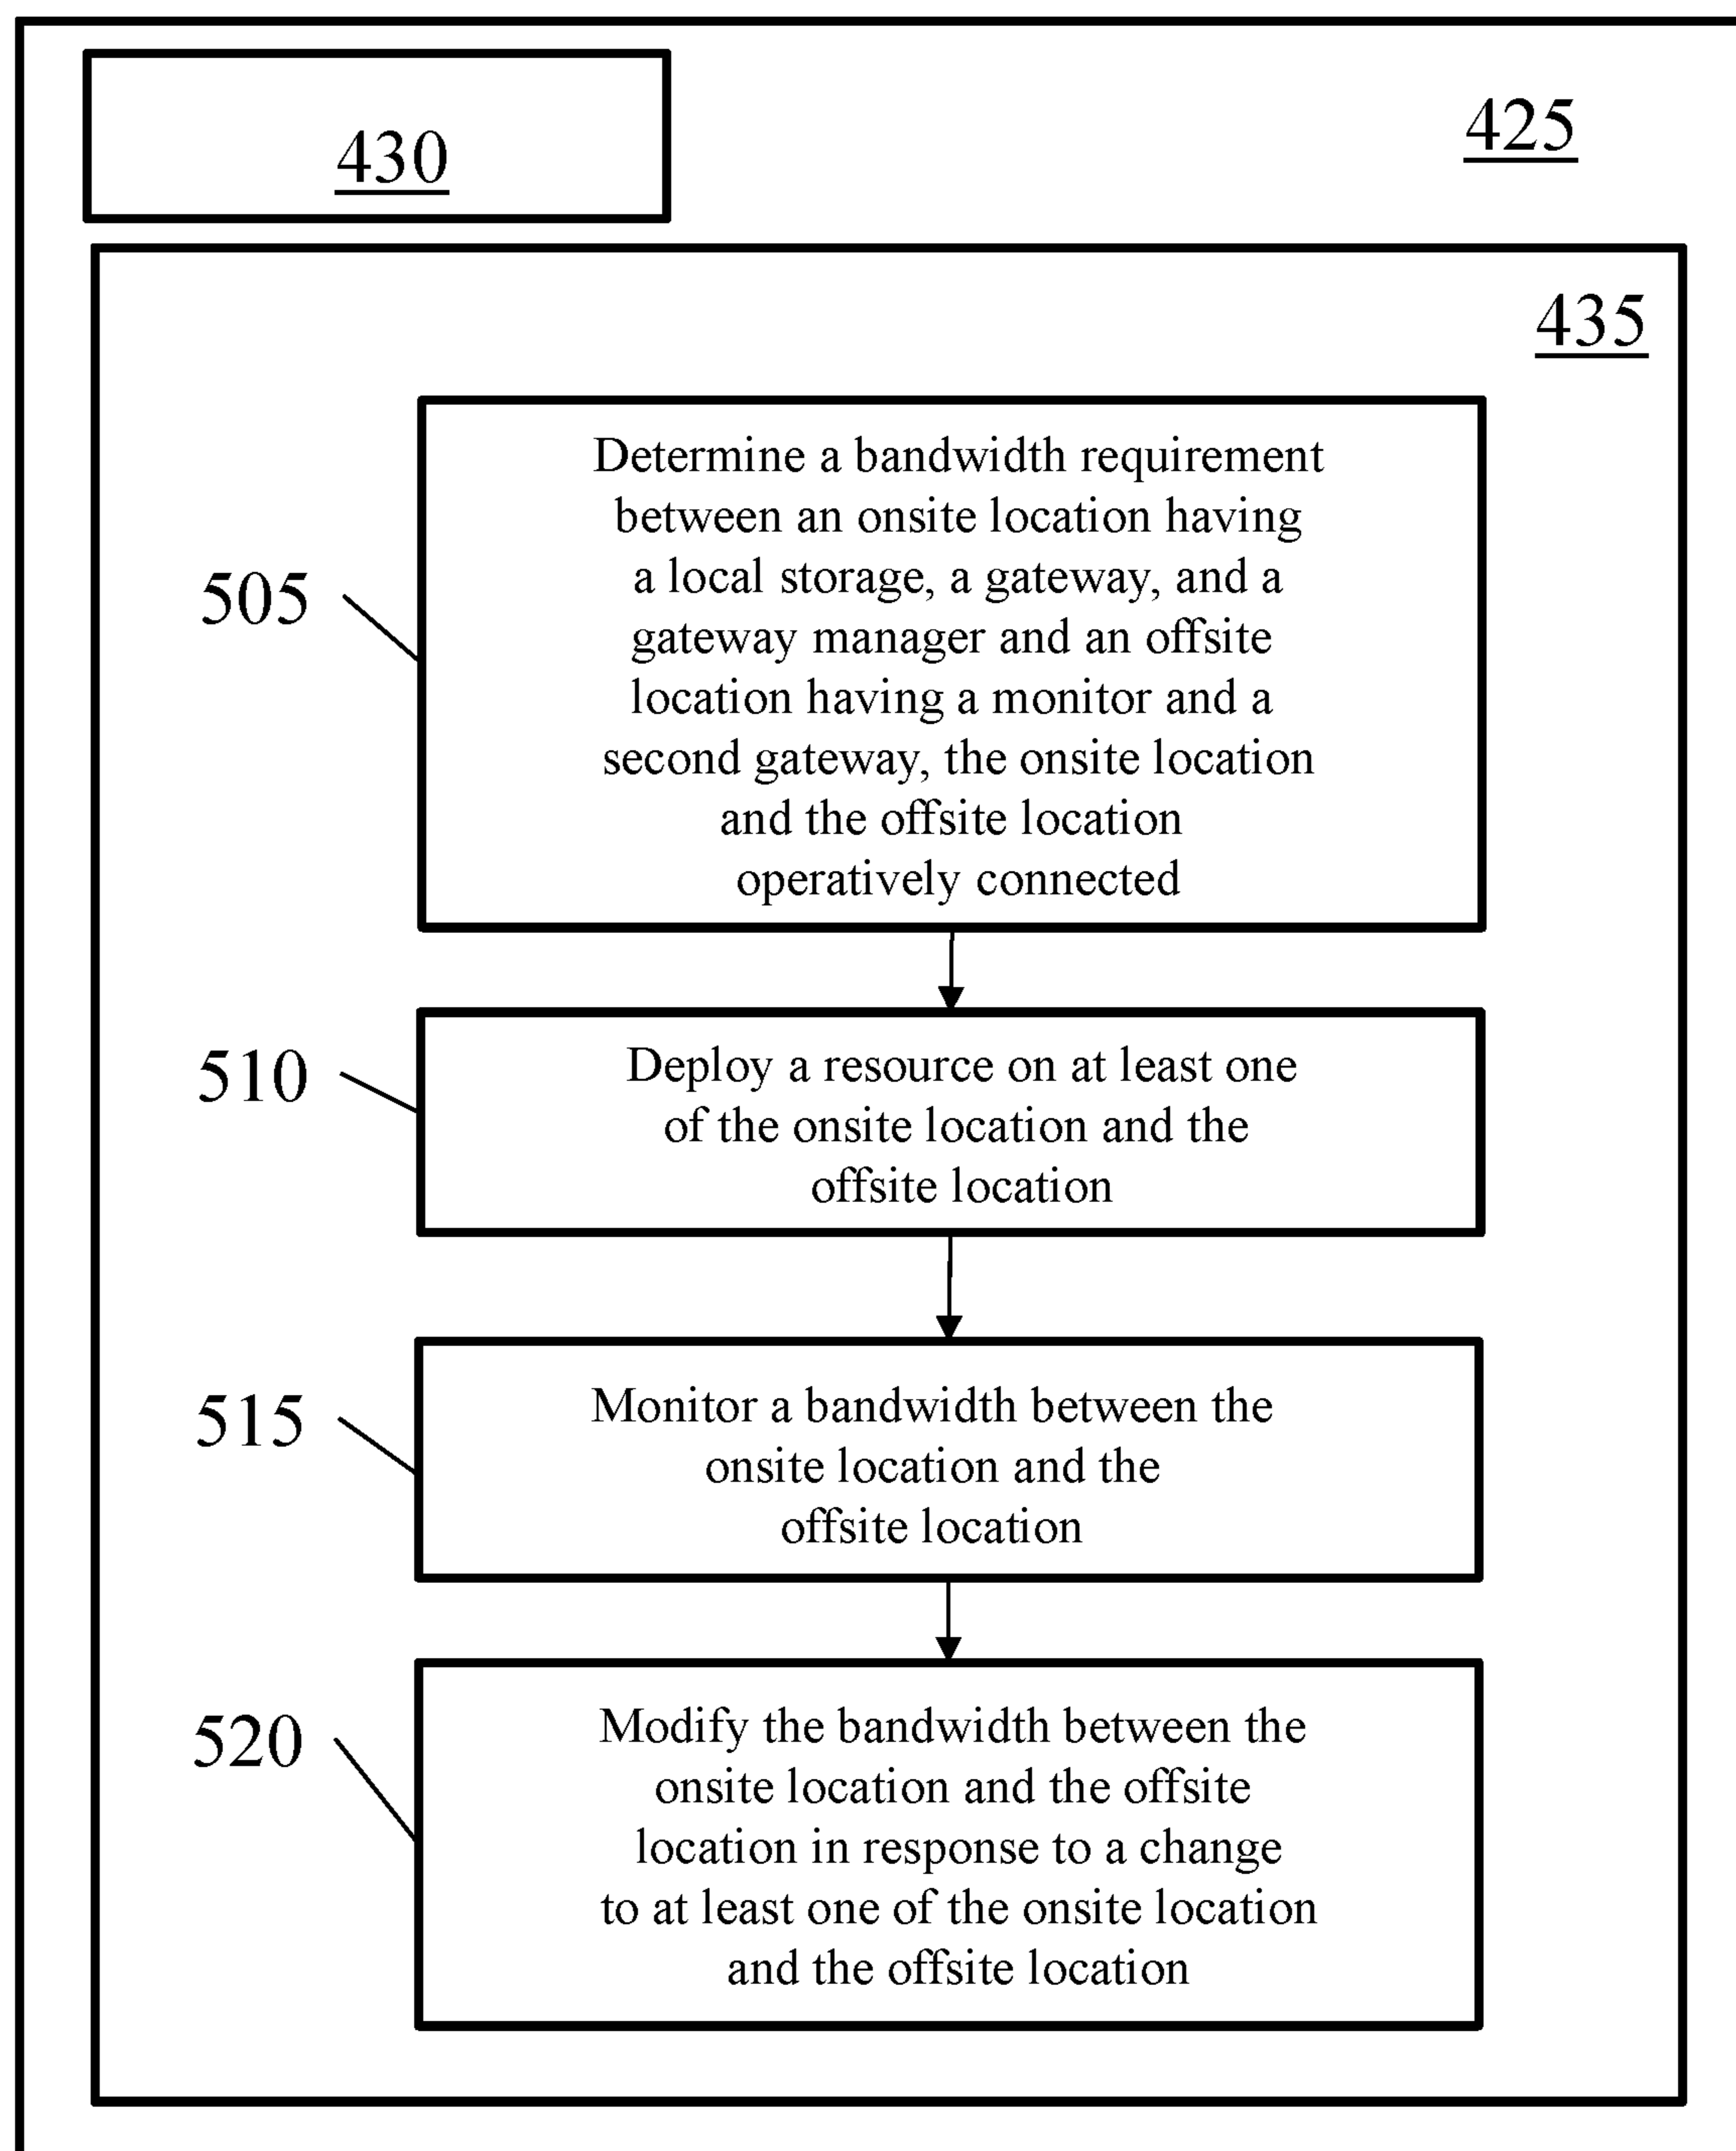 430
425
435
505
Determine a bandwidth requirement
between an onsite location having
a local storage, a gateway, and a
gateway manager and an offsite
location having a monitor and a
second gateway, the onsite location
and the offsite location
operatively connected
510
Deploy a resource on at least one
of the onsite location and the
offsite location
515
Monitor a bandwidth between the
onsite location and the
offsite location
520
Modify the bandwidth between the
onsite location and the offsite
location in response to a change
to at least one of the onsite location
and the offsite location